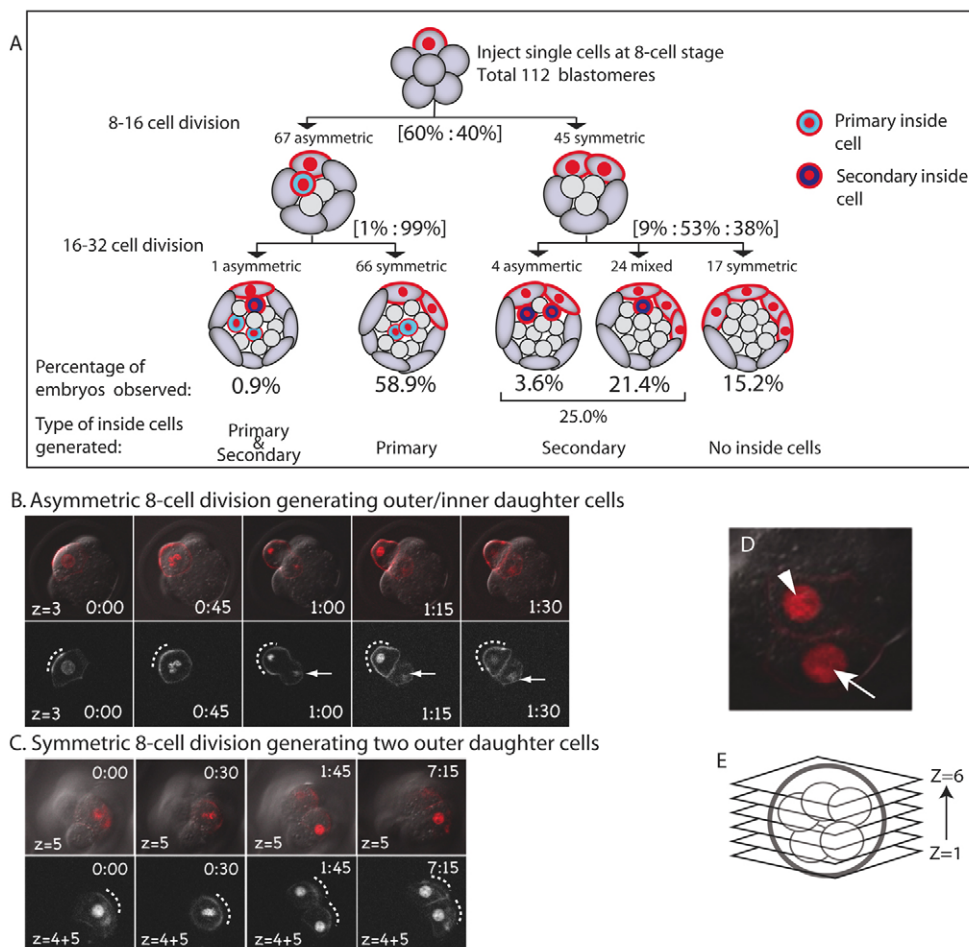 A
Inject single cells at 8-cell stage
Total 112 blastomeres
8-16 cell division
[60% : 40%]
67 asymmetric
45 symmetric
Primary inside
cell
Secondary inside
cell
16-32 cell division
[1% : 99%]
[9% : 53% : 38%]
1 asymmetric
66 symmetric
4 asymmertic
24 mixed
17 symmetric
Percentage of
embryos observed:
0.9%
58.9%
3.6%
21.4%
15.2%
25.0%
Type of inside cells
generated:
Primary
&
Secondary
Primary
Secondary
No inside cells
B. Asymmetric 8-cell division generating outer/inner daughter cells
z=3
0:00
0:45
1:00
1:15
1:30
z=3
0:00
0:45
1:00
1:15
1:30
C. Symmetric 8-cell division generating two outer daughter cells
0:00
0:30
1:45
7:15
z=5
z=5
z=5
z=5
0:00
0:30
1:45
7:15
z=4+5
z=4+5
z=4+5
z=4+5
D
E
Z=6
Z=1